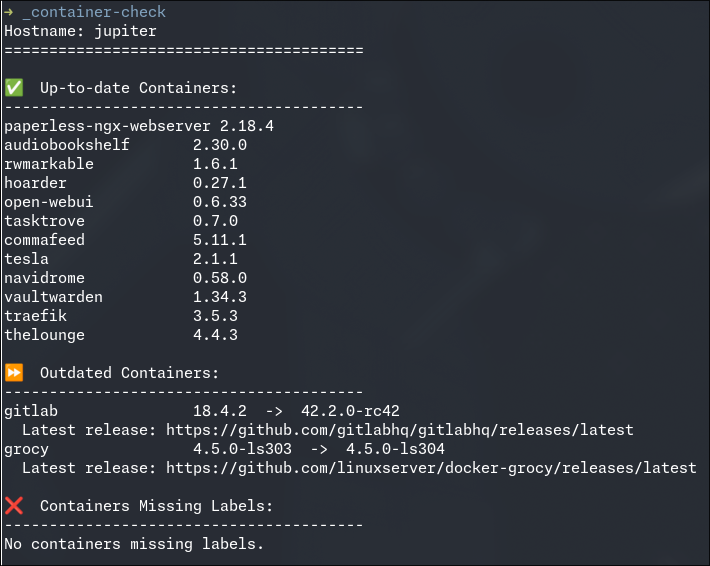 → _container-check
Hostname: jupiter
========================================
✅ Up-to-date Containers:
----------------------------------------
paperless-ngx-webserver 2.18.4
audiobookshelf 2.30.0
rwmarkable 1.6.1
hoarder 0.27.1
open-webui 0.6.33
tasktrove 0.7.0
commafeed 5.11.1
tesla 2.1.1
navidrome 0.58.0
vaultwarden 1.34.3
traefik 3.5.3
thelounge 4.4.3
⏩ Outdated Containers:
----------------------------------------
gitlab 18.4.2 -> 42.2.0-rc42
Latest release: https://github.com/gitlabhq/gitlabhq/releases/latest
grocy 4.5.0-ls303 -> 4.5.0-ls304
Latest release: https://github.com/linuxserver/docker-grocy/releases/latest
❌ Containers Missing Labels:
----------------------------------------
No containers missing labels.